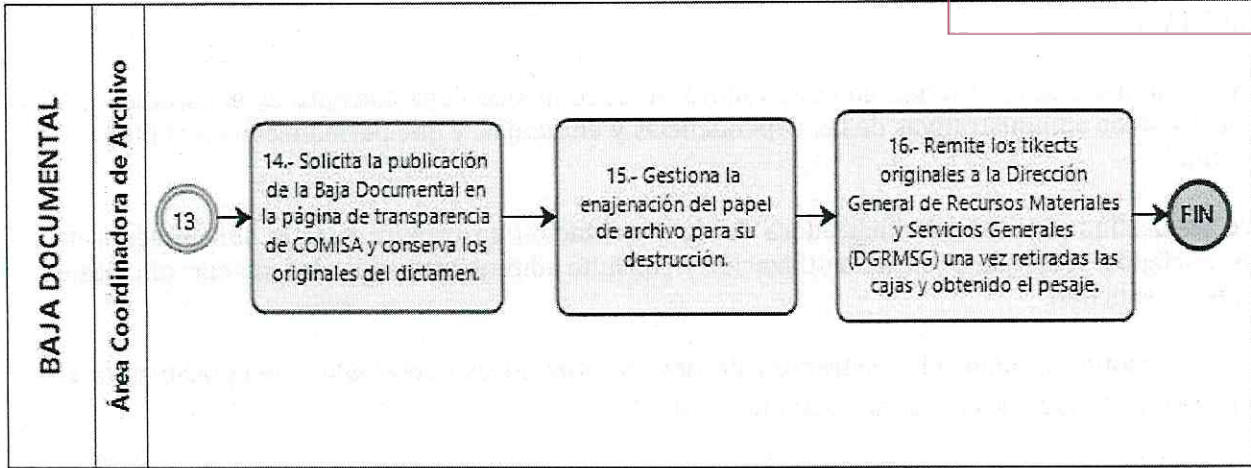 BAJA DOCUMENTAL
Área Coordinadora de Archivo
13
14.- Solicita la publicación
de la Baja Documental en
la página de transparencia
de COMISA y conserva los
originales del dictamen.
15.- Gestiona la
enajenación del papel
de archivo para su
destrucción.
16.- Remite los tikects
originales a la Dirección
General de Recursos Materiales
y Servicios Generales
(DGRMSG) una vez retiradas las
cajas y obtenido el pesaje.
FIN